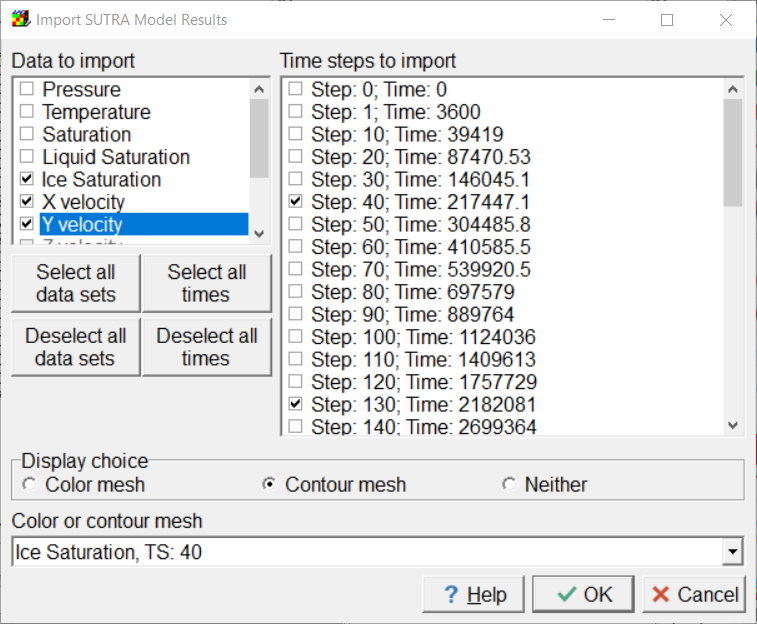 Import SUTRA Model Results
Data to import
Pressure
Temperature
Saturation
Liquid Saturation
Ice Saturation
X velocity
Y velocity
Z velocity
Select all data sets
Select all times
Deselect all data sets
Deselect all times
Time steps to import
Step: 0; Time: 0
Step: 1; Time: 3600
Step: 10; Time: 39419
Step: 20; Time: 87470.53
Step: 30; Time: 146045.1
Step: 40; Time: 217447.1
Step: 50; Time: 304485.8
Step: 60; Time: 410585.5
Step: 70; Time: 539920.5
Step: 80; Time: 697579
Step: 90; Time: 889764
Step: 100; Time: 1124036
Step: 110; Time: 1409613
Step: 120; Time: 1757729
Step: 130; Time: 2182081
Step: 140; Time: 2699364
Display choice
Color mesh
Contour mesh
Neither
Color or contour mesh
Ice Saturation, TS: 40
? Help
OK
Cancel